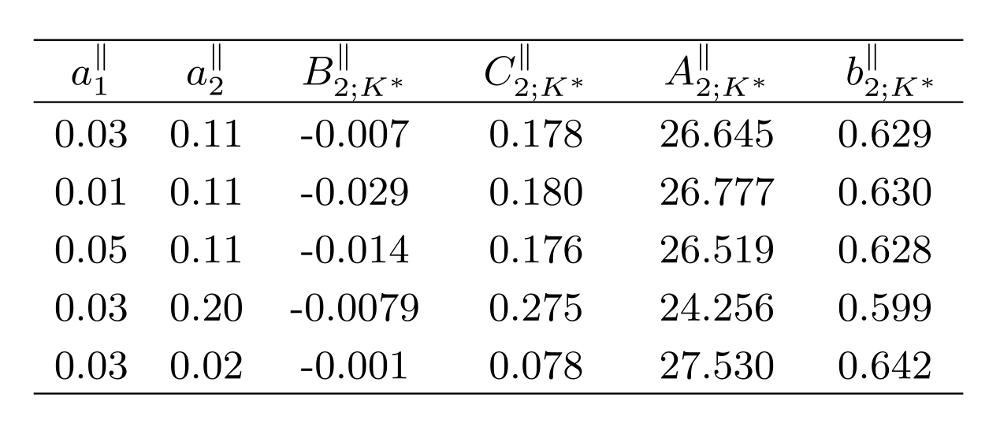 $a_1^{\parallel}$ $a_2^{\parallel}$ $B_{2;K^*}^{\parallel}$ $C_{2;K^*}^{\parallel}$ $A_{2;K^*}^{\parallel}$ $b_{2;K^*}^{\parallel}$
0.03 0.11 -0.007 0.178 26.645 0.629
0.01 0.11 -0.029 0.180 26.777 0.630
0.05 0.11 -0.014 0.176 26.519 0.628
0.03 0.20 -0.0079 0.275 24.256 0.599
0.03 0.02 -0.001 0.078 27.530 0.642